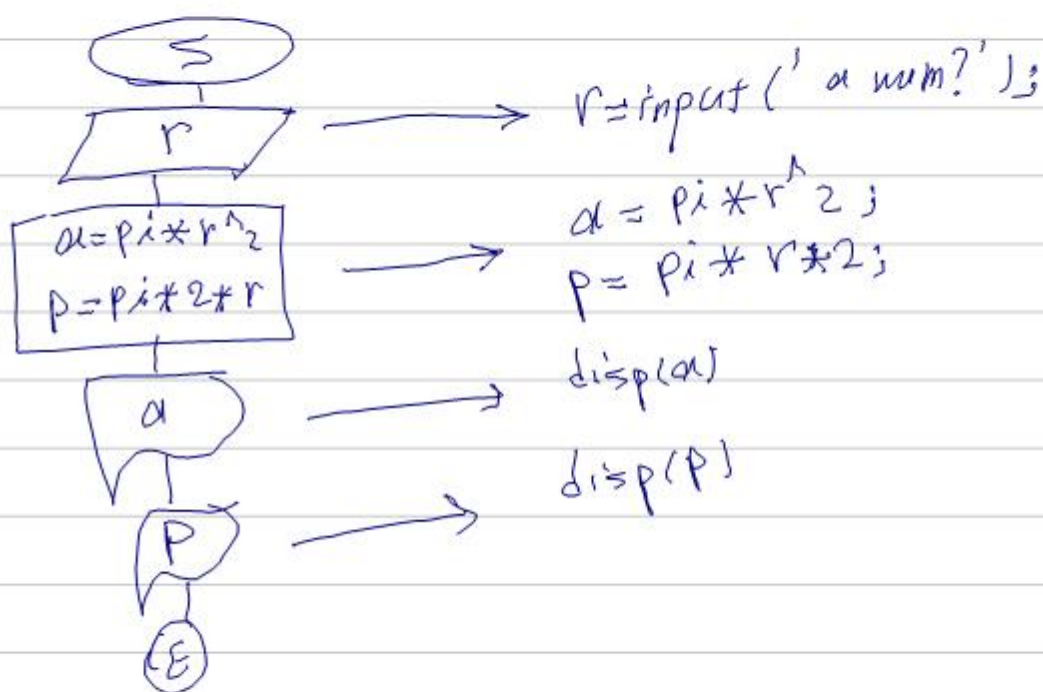 S
r
r=input('a num?');
a=pi*r^2
p=pi*2*r
a=pi*r^2;
p=pi*r*2;
a
disp(a)
p
disp(p)
E